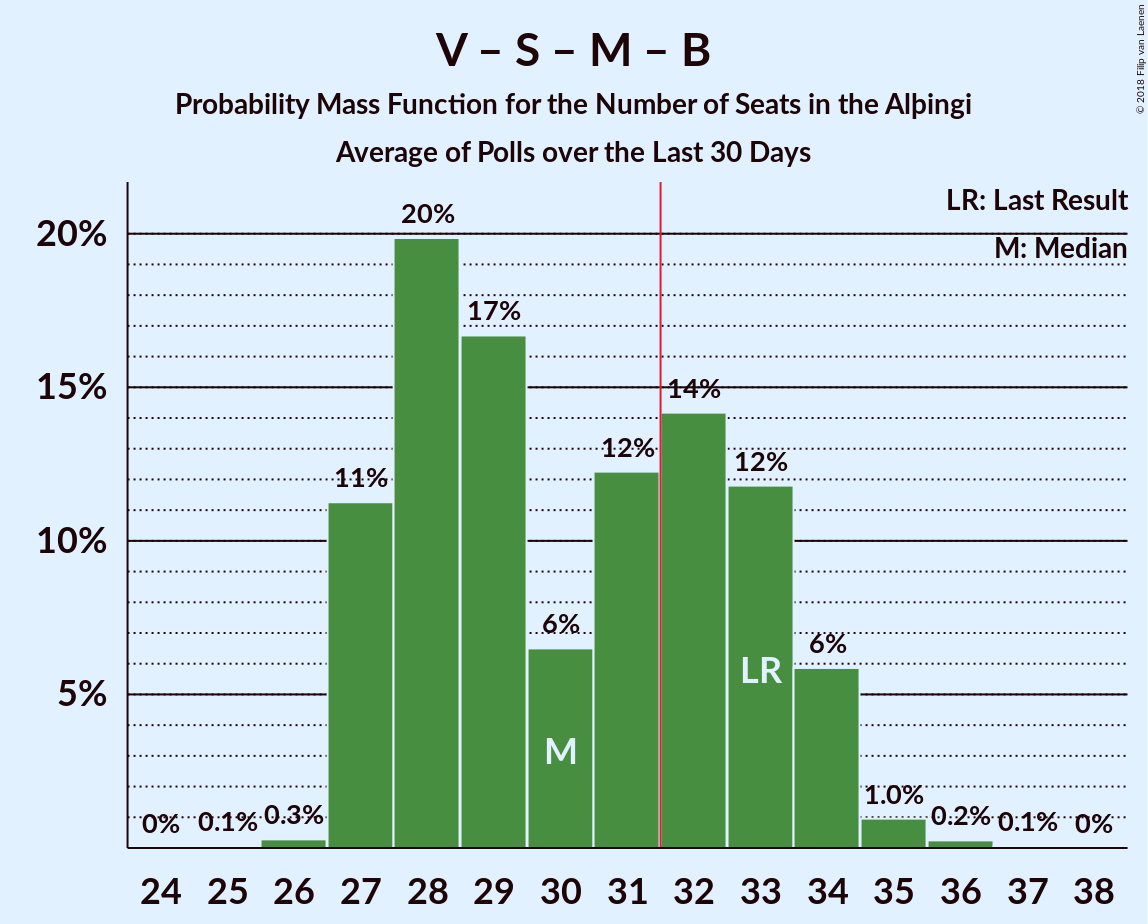 V – S – M – B
Probability Mass Function for the Number of Seats in the Alþingi
Average of Polls over the Last 30 Days
© 2018 Filip van Laenen
LR: Last Result
M: Median
20%
15%
10%
5%
0%
0.1%
0.3%
11%
20%
17%
6%
12%
14%
12%
6%
1.0%
0.2%
0.1%
0%
M
LR
24 25 26 27 28 29 30 31 32 33 34 35 36 37 38